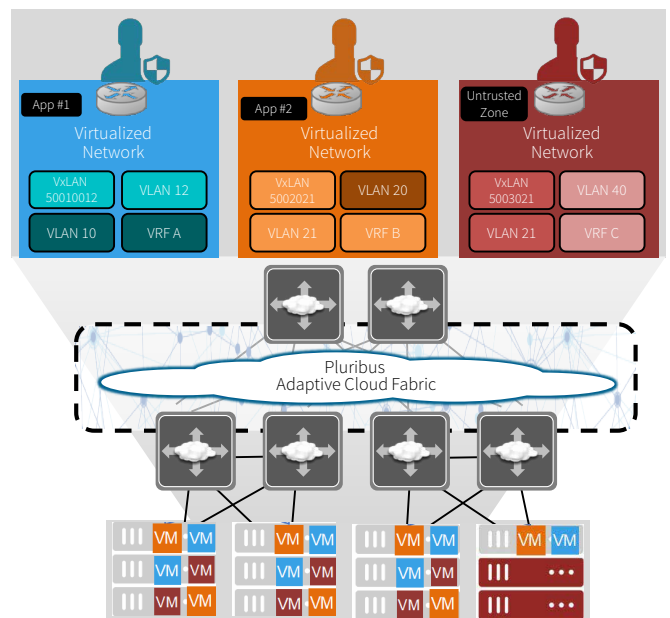 App #1
Virtualized
Network
VxLAN
50010012
VLAN 12
VLAN 10
VRF A
App #2
Virtualized
Network
VxLAN
5002021
VLAN 20
VLAN 21
VRF B
Untrusted
Zone
Virtualized
Network
VxLAN
5003021
VLAN 40
VLAN 21
VRF C
Pluribus
Adaptive Cloud Fabric
VM VM
VM VM
VM VM
VM VM
VM VM
VM VM
VM VM
VM VM
VM VM
VM VM